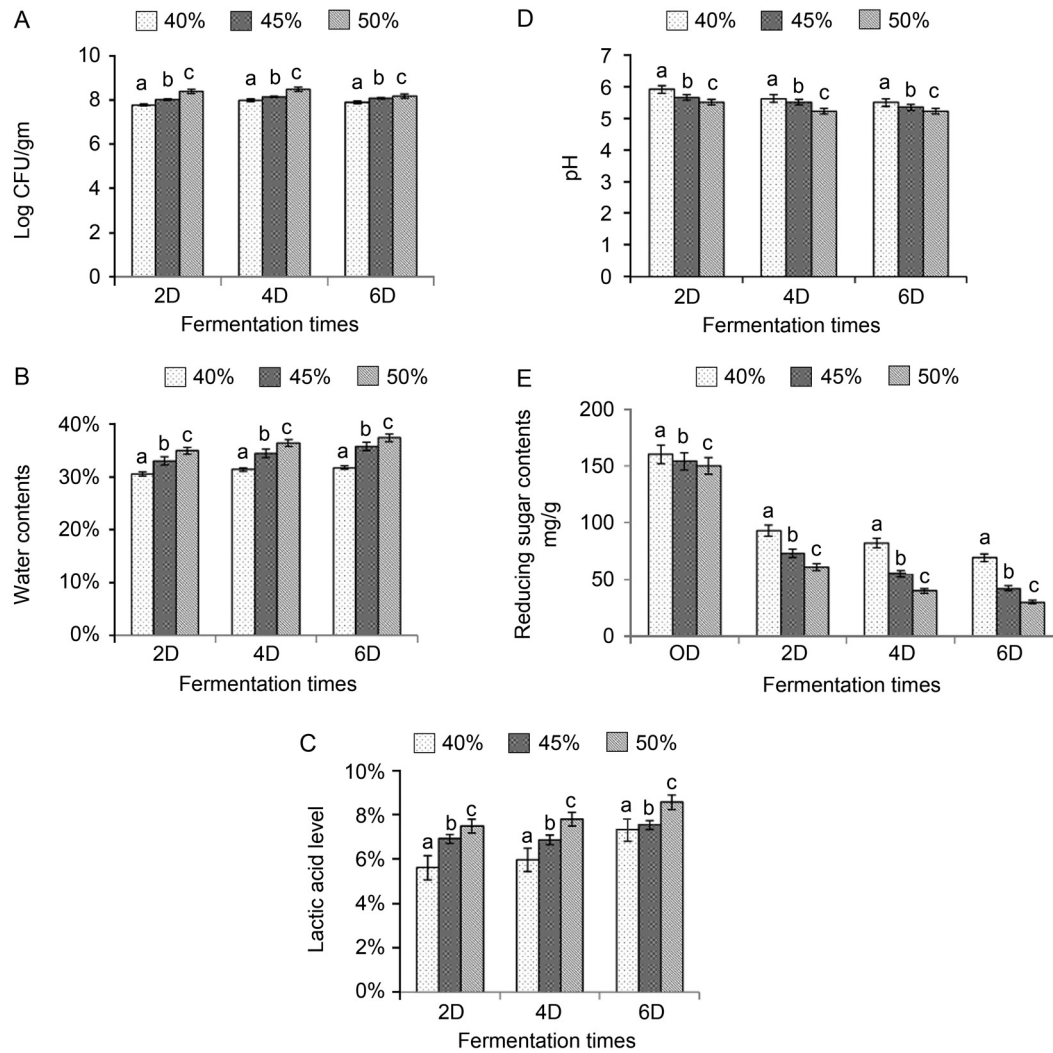 A
40% 45% 50%
10
8
6
4
2
0
Log CFU/gm
a b c
a b c
a b c
2D 4D 6D
Fermentation times
D
40% 45% 50%
7
6
5
4
3
2
1
0
pH
a b c
a b c
a b c
2D 4D 6D
Fermentation times
B
40% 45% 50%
40%
30%
20%
10%
0%
Water contents
a b c
a b c
a b c
2D 4D 6D
Fermentation times
E
40% 45% 50%
200
150
100
50
0
Reducing sugar contents
mg/g
a b c
a b c
a b c
a b c
OD 2D 4D 6D
Fermentation times
C
40% 45% 50%
10%
8%
6%
4%
2%
0%
Lactic acid level
a b c
a b c
a b c
2D 4D 6D
Fermentation times